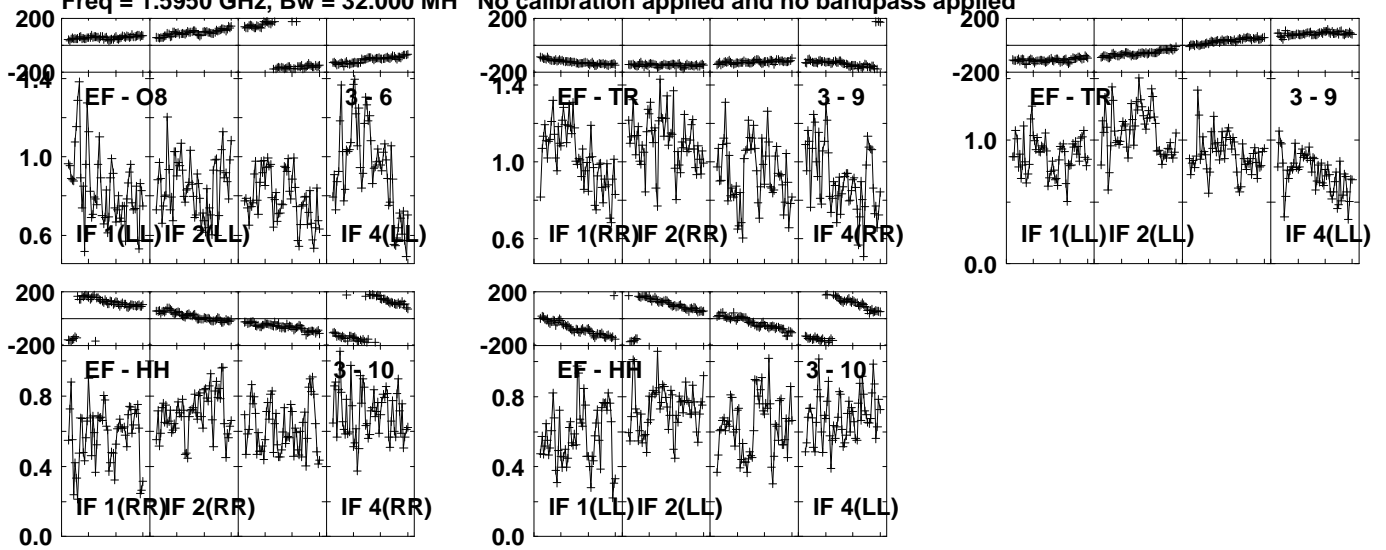 Freq = 1.5950 GHz, Bw = 32.000 MH No calibration applied and no bandpass applied
200
-200
1.4
EF - O8 3 - 6
1.0
0.6
IF 1(LL) IF 2(LL) IF 4(LL)
200
-200
1.4
EF - TR 3 - 9
1.0
0.6
IF 1(RR) IF 2(RR) IF 4(RR)
200
-200
EF - TR 3 - 9
1.0
IF 1(LL) IF 2(LL) IF 4(LL)
0.0
200
-200
EF - HH 3 - 10
0.8
0.4
IF 1(RR) IF 2(RR) IF 4(RR)
0.0
200
-200
EF - HH 3 - 10
0.8
0.4
IF 1(LL) IF 2(LL) IF 4(LL)
0.0